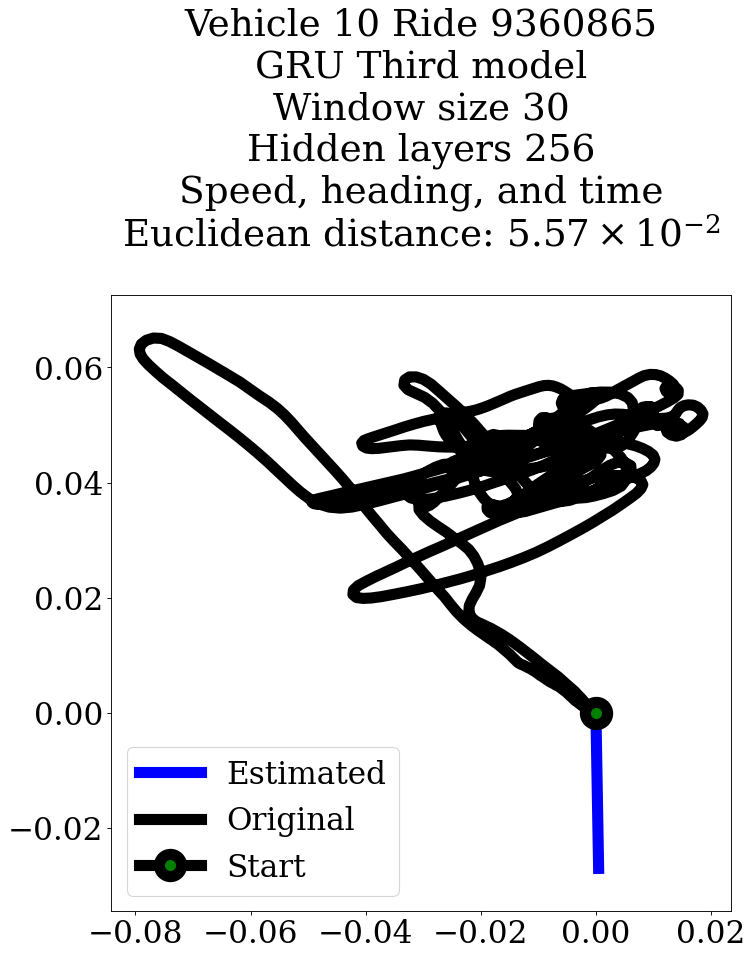 Vehicle 10 Ride 9360865
GRU Third model
Window size 30
Hidden layers 256
Speed, heading, and time
Euclidean distance: 5.57 × 10⁻²
0.06
0.04
0.02
0.00
−0.02
Estimated
Original
Start
−0.08 −0.06 −0.04 −0.02 0.00 0.02